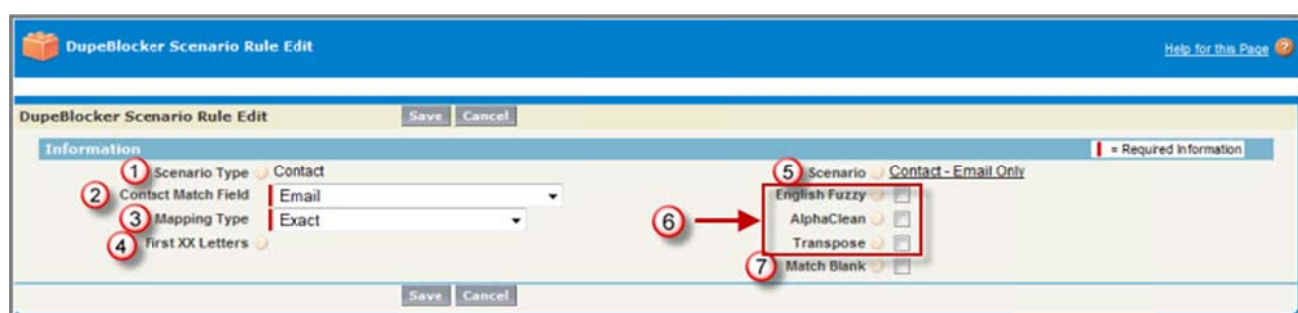 DupeBlocker Scenario Rule Edit
Help for this Page ?
DupeBlocker Scenario Rule Edit Save Cancel
Information = Required Information
1 Scenario Type Contact
2 Contact Match Field Email
3 Mapping Type Exact
4 First XX Letters
5 Scenario Contact - Email Only
6 English Fuzzy
AlphaClean
Transpose
7 Match Blank
Save Cancel